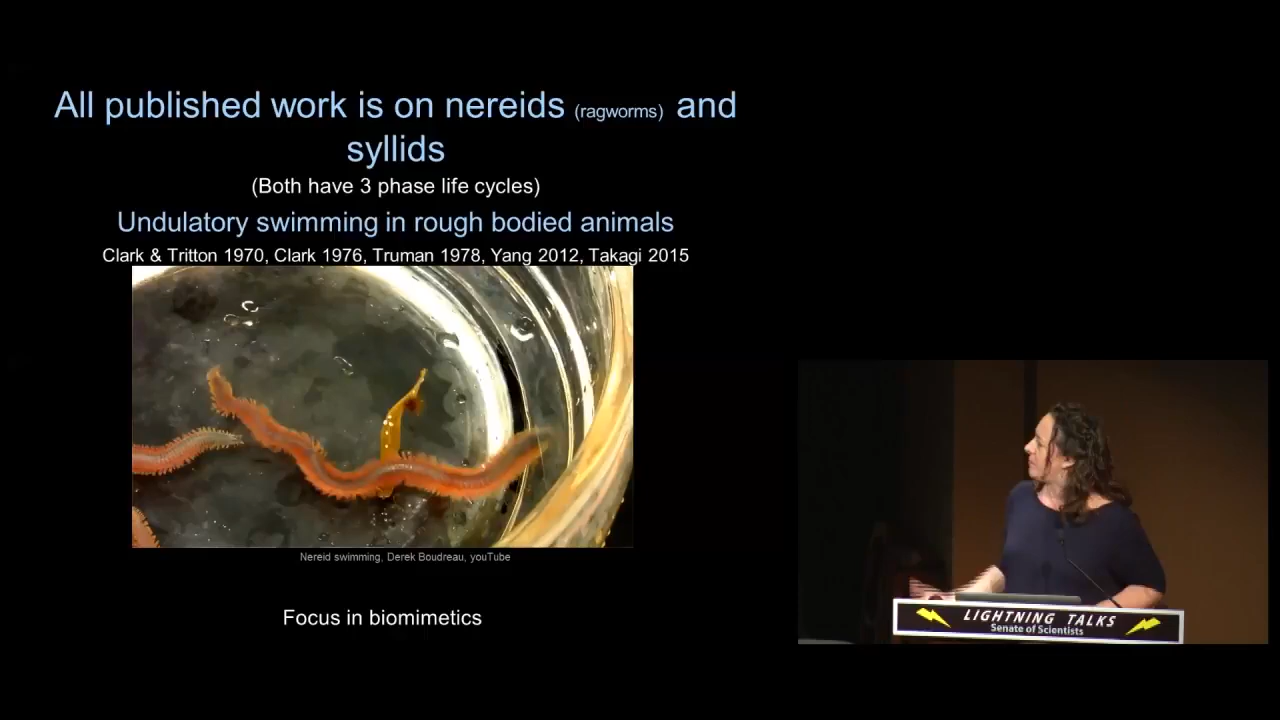 All published work is on nereids (ragworms) and
syllids
(Both have 3 phase life cycles)
Undulatory swimming in rough bodied animals
Clark & Tritton 1970, Clark 1976, Truman 1978, Yang 2012, Takagi 2015
Nereid swimming, Derek Boudreau, youTube
Focus in biomimetics
LIGHTNING TALKS
Senate of Scientists